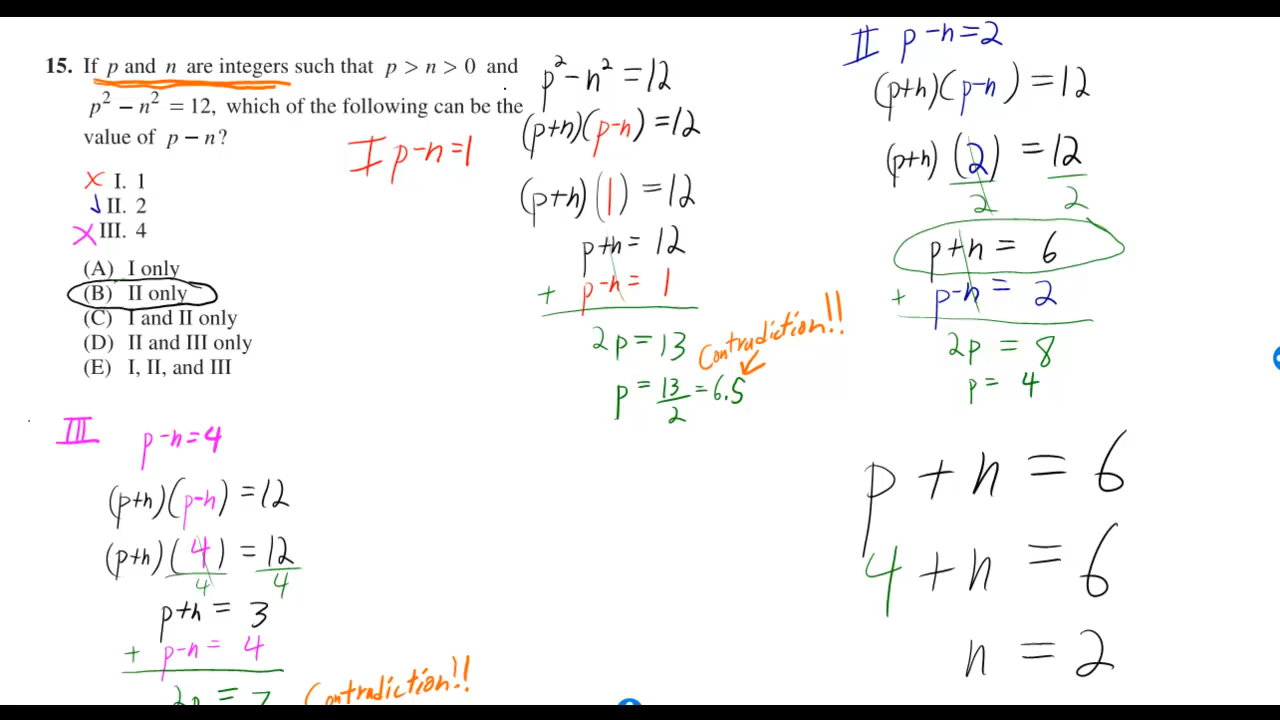 15. If p and n are integers such that p > n > 0 and
p² − n² = 12, which of the following can be the
value of p − n?
X I. 1
✓ II. 2
X III. 4
(A) I only
(B) II only
(C) I and II only
(D) II and III only
(E) I, II, and III
I p-n=1
p²-n²=12
(p+n)(p-n)=12
(p+n)(1)=12
p+n = 12
+ p-n = 1
2p = 13
p = 13/2 = 6.5
Contradiction!!
II p-n=2
(p+n)(p-n)=12
(p+n)(2)/2 = 12/2
p+n = 6
+ p-n = 2
2p = 8
p = 4
p+n = 6
4+n = 6
n = 2
III p-n=4
(p+n)(p-n)=12
(p+n)(4)/4 = 12/4
p+n = 3
+ p-n = 4
2p = 7
Contradiction!!